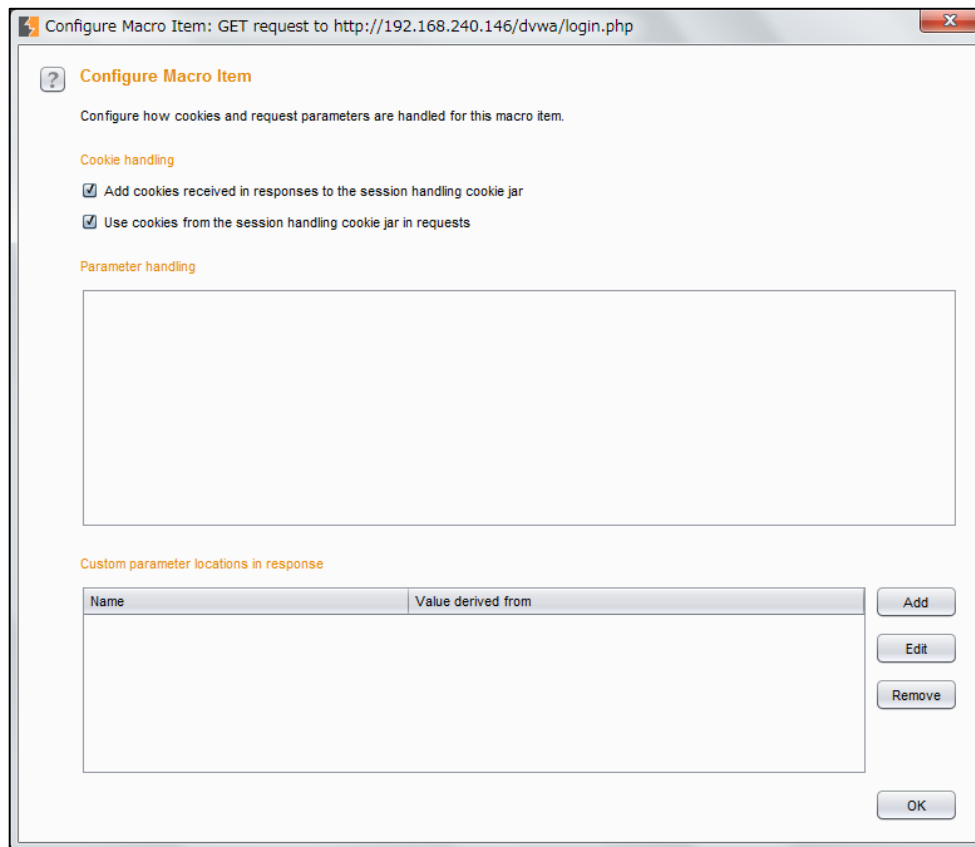 Configure Macro Item: GET request to http://192.168.240.146/dvwa/login.php
?
Configure Macro Item
Configure how cookies and request parameters are handled for this macro item.
Cookie handling
Add cookies received in responses to the session handling cookie jar
Use cookies from the session handling cookie jar in requests
Parameter handling
Custom parameter locations in response
Name Value derived from
Add
Edit
Remove
OK